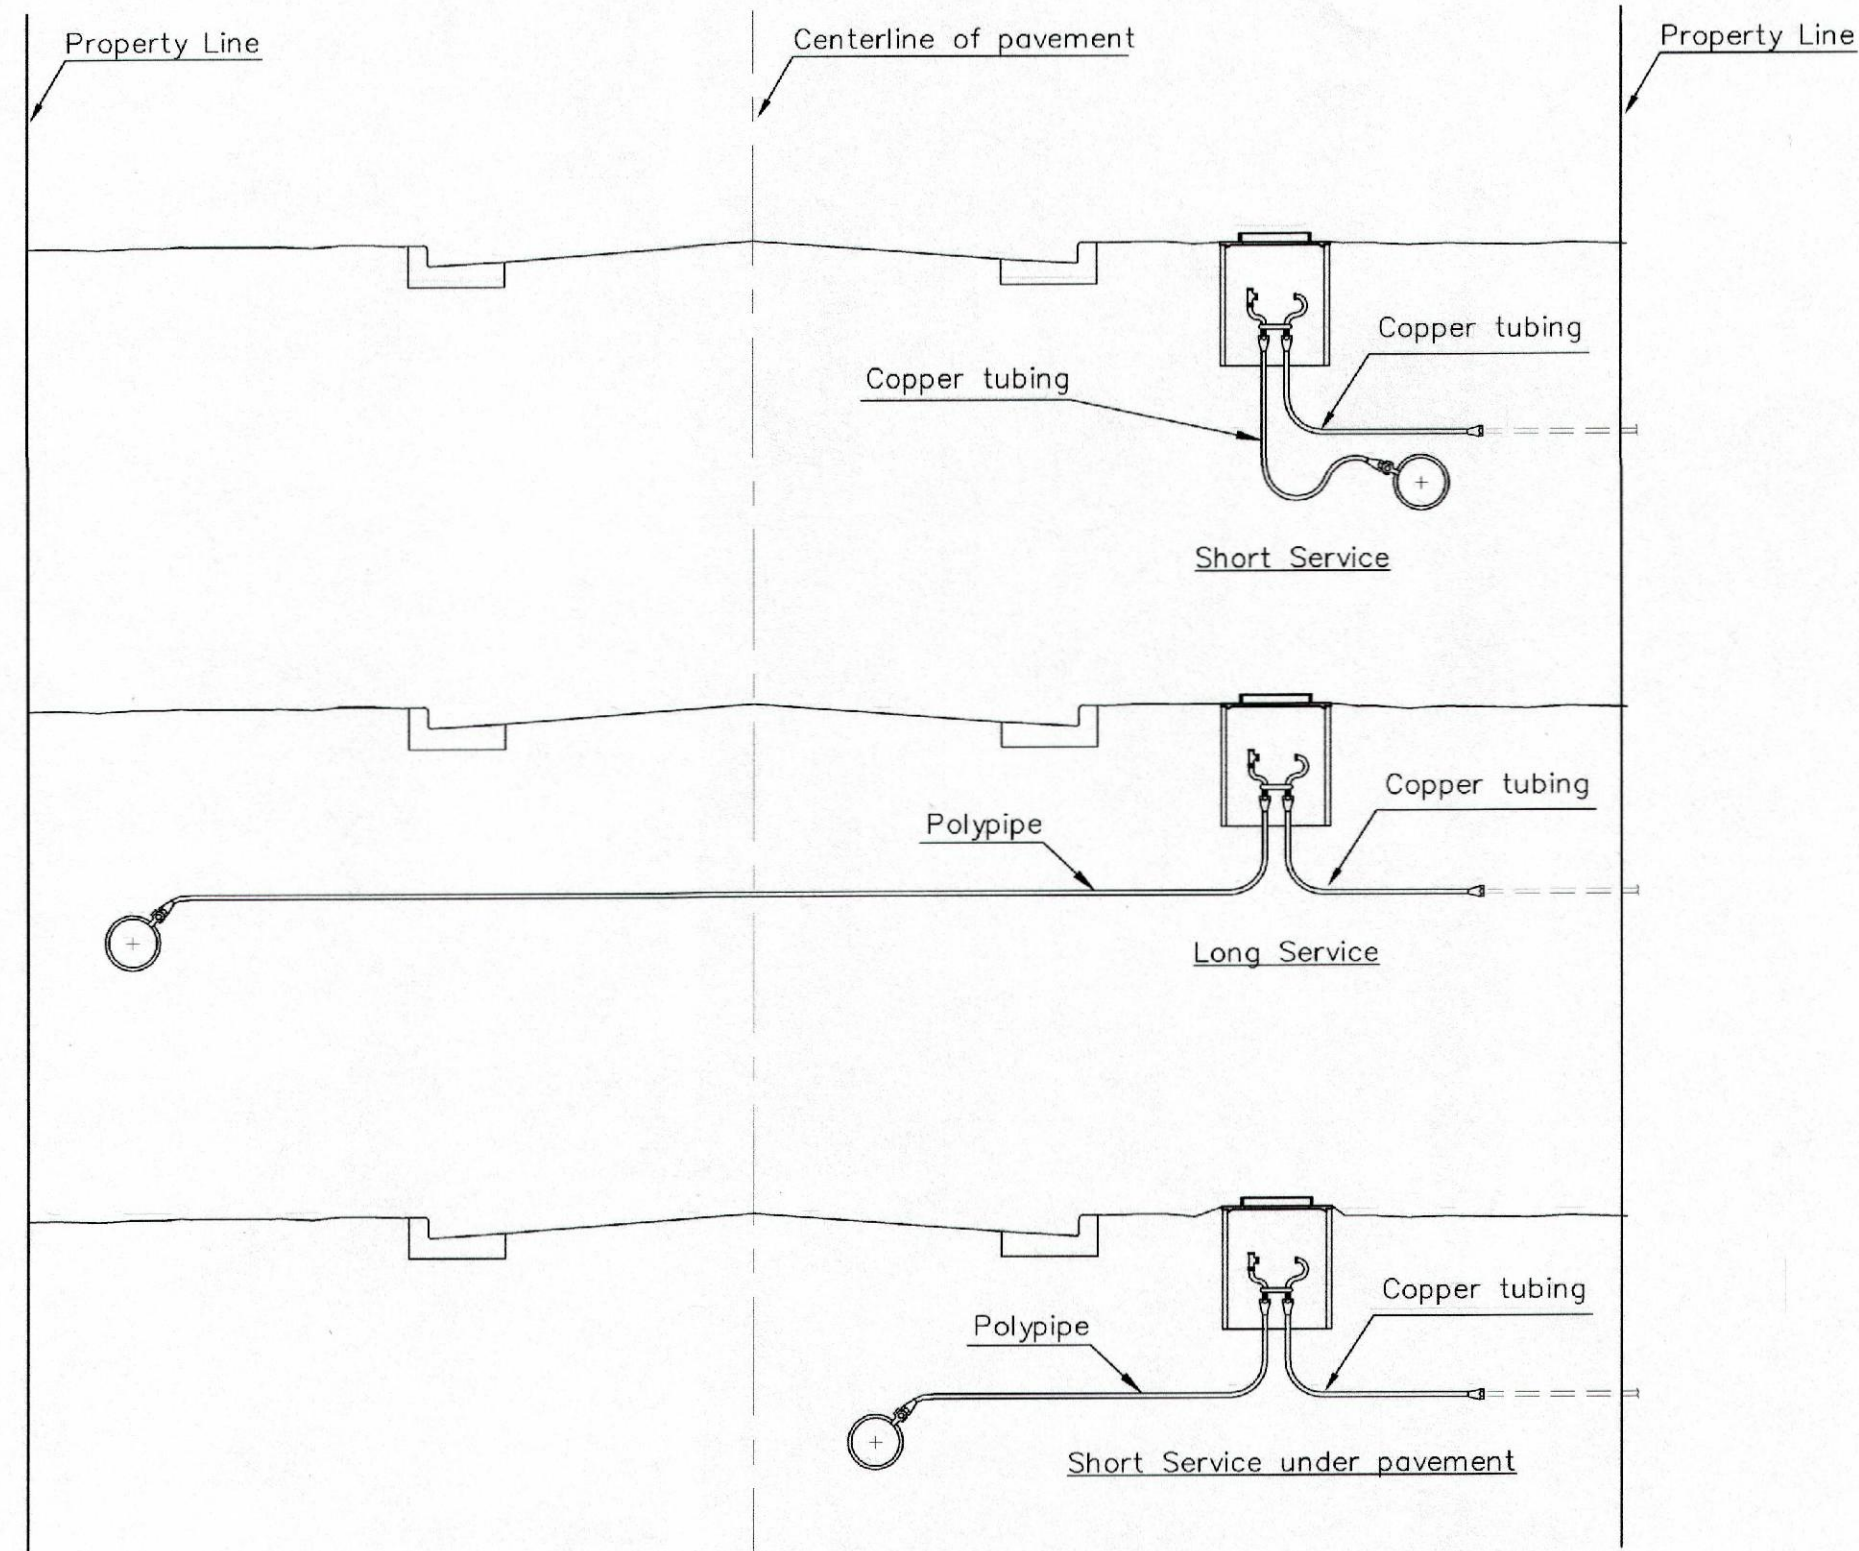 Property Line
Centerline of pavement
Property Line
Copper tubing
Copper tubing
Short Service
Copper tubing
Polypipe
Long Service
Copper tubing
Polypipe
Short Service under pavement